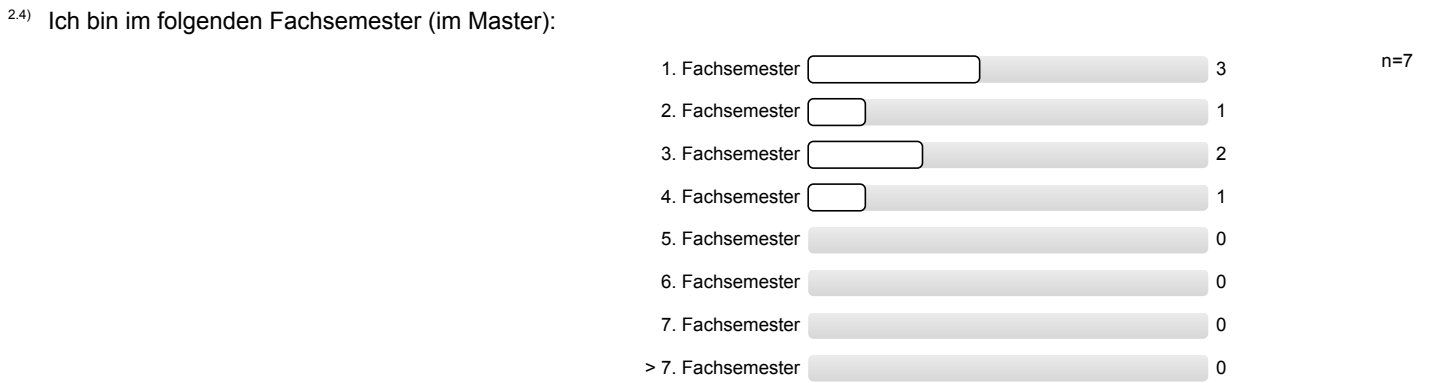 2.4) Ich bin im folgenden Fachsemester (im Master):
1. Fachsemester 3 n=7
2. Fachsemester 1
3. Fachsemester 2
4. Fachsemester 1
5. Fachsemester 0
6. Fachsemester 0
7. Fachsemester 0
> 7. Fachsemester 0